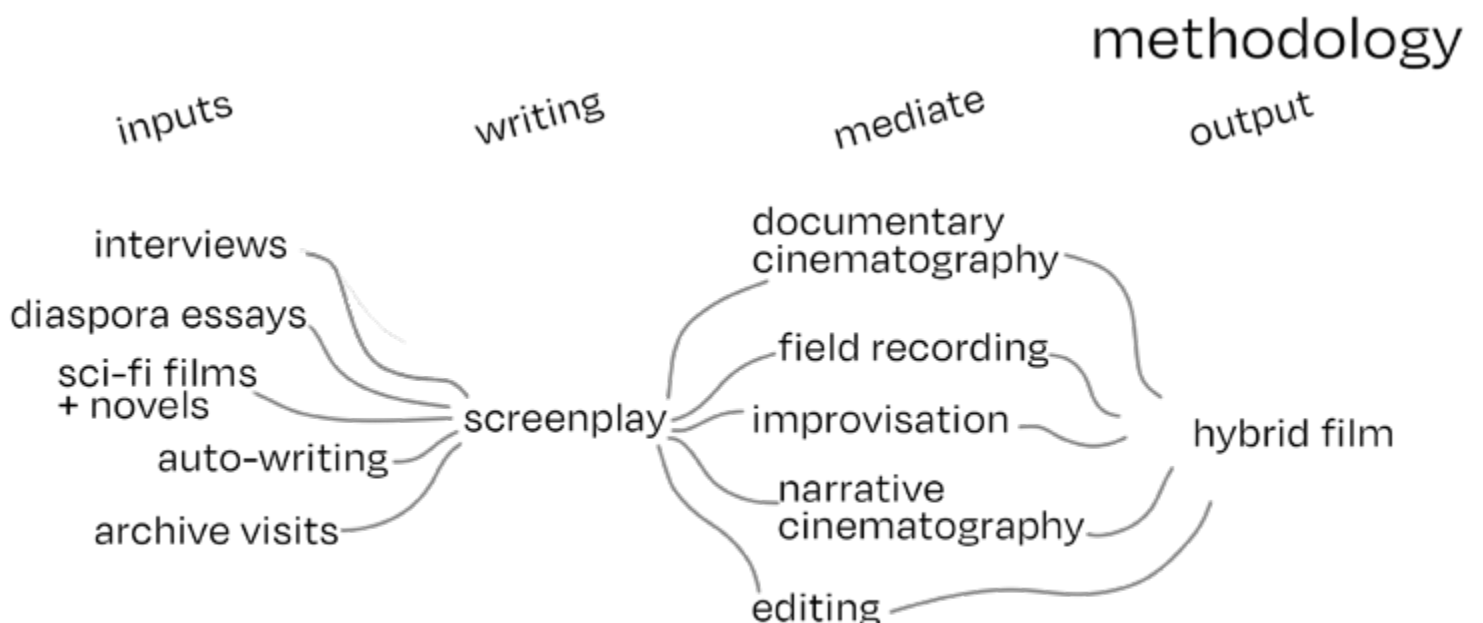 methodology
inputs
writing
mediate
output
interviews
diaspora essays
sci-fi films
+ novels
auto-writing
archive visits
screenplay
documentary
cinematography
field recording
improvisation
narrative
cinematography
editing
hybrid film